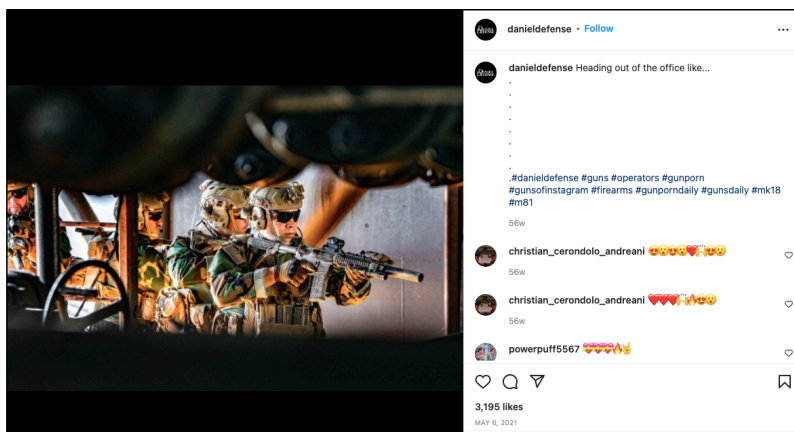 danieldefense • Follow
danieldefense Heading out of the office like...
.
.
.
.
.
.
.
.#danieldefense #guns #operators #gunporn
#gunsofinstagram #firearms #gunporndaily #gunsdaily #mk18
#m81
56w
christian_cerondolo_andreani
56w
christian_cerondolo_andreani
56w
powerpuff5567
3,195 likes
MAY 6, 2021